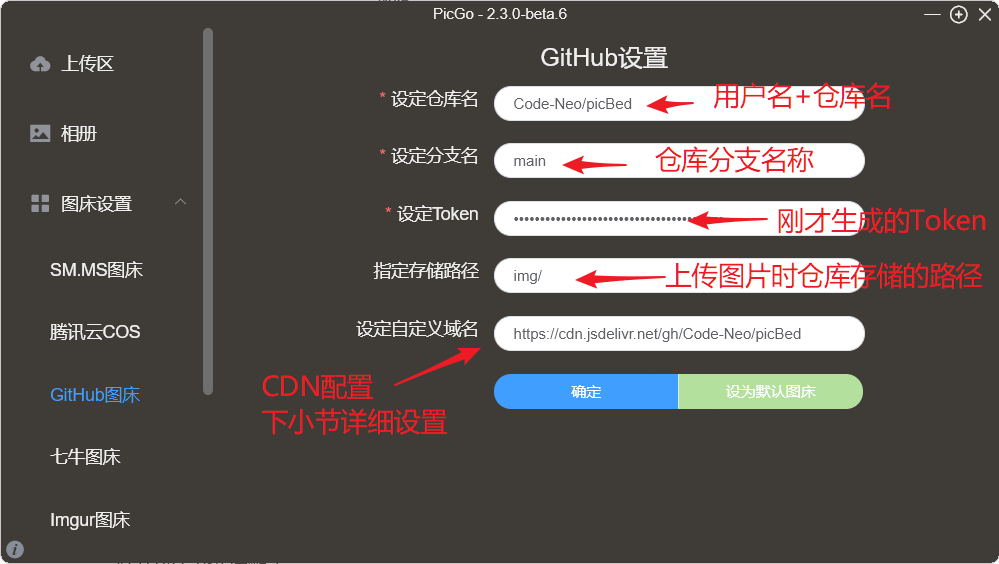 PicGo - 2.3.0-beta.6
上传区
相册
图床设置
SM.MS图床
腾讯云COS
GitHub图床
七牛图床
Imgur图床
GitHub设置
* 设定仓库名
Code-Neo/picBed
用户名+仓库名
* 设定分支名
main
仓库分支名称
* 设定Token
刚才生成的Token
指定存储路径
img/
上传图片时仓库存储的路径
设定自定义域名
https://cdn.jsdelivr.net/gh/Code-Neo/picBed
CDN配置
下小节详细设置
确定
设为默认图床